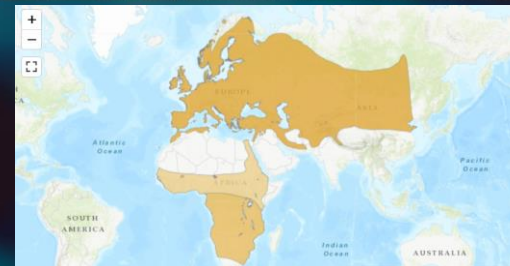 +
−
EUROPE
ASIA
Atlantic
Ocean
Pacific
Ocean
AFRICA
SOUTH
AMERICA
Indian
Ocean
AUSTRALIA